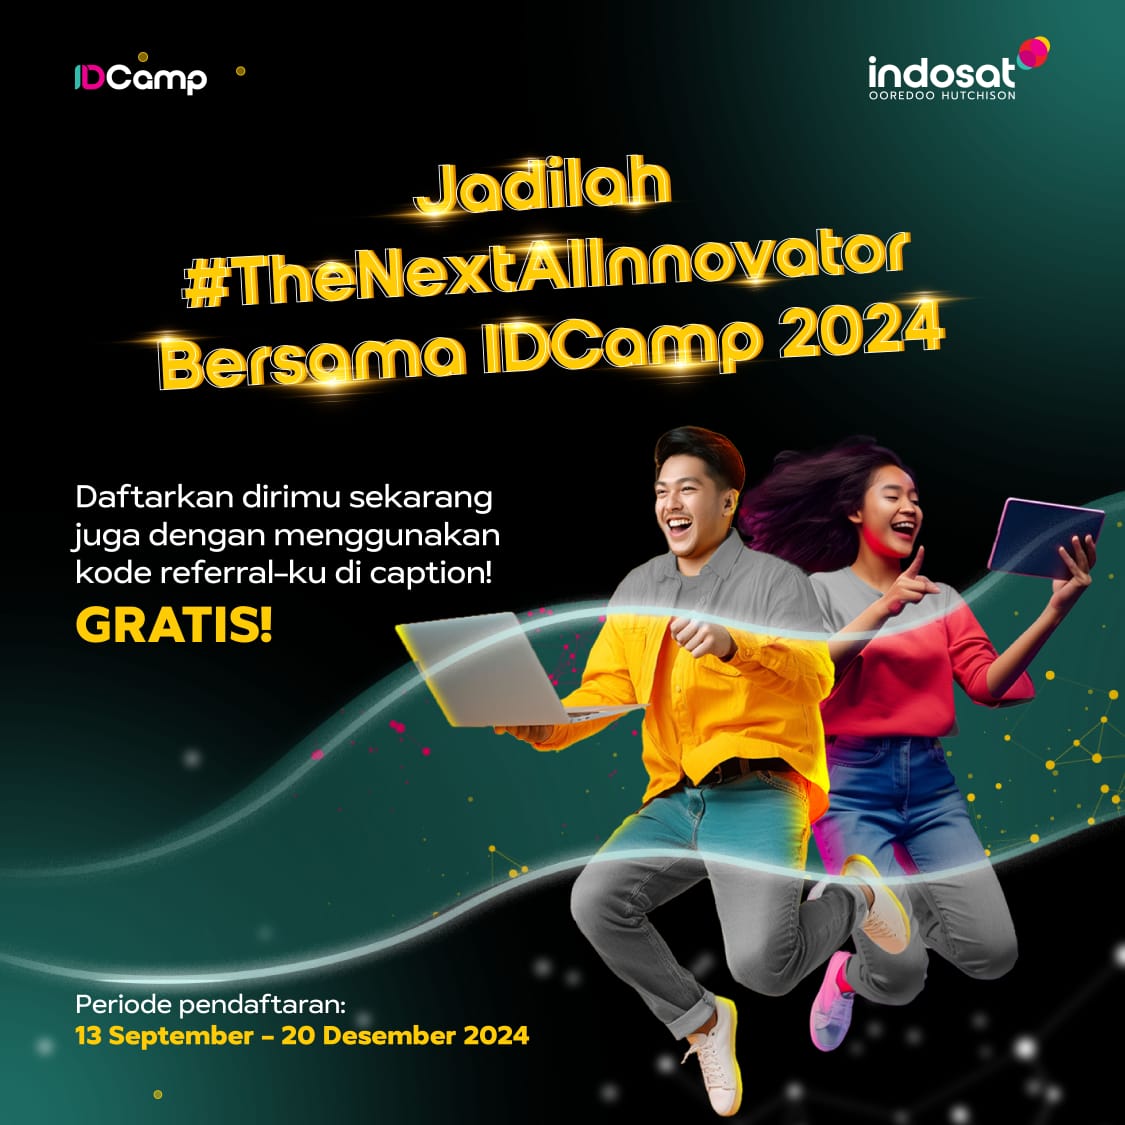 IDCamp
indosat
OOREDOO HUTCHISON
Jadilah
#TheNextAIInnovator
Bersama IDCamp 2024
Daftarkan dirimu sekarang
juga dengan menggunakan
kode referral-ku di caption!
GRATIS!
Periode pendaftaran:
13 September - 20 Desember 2024